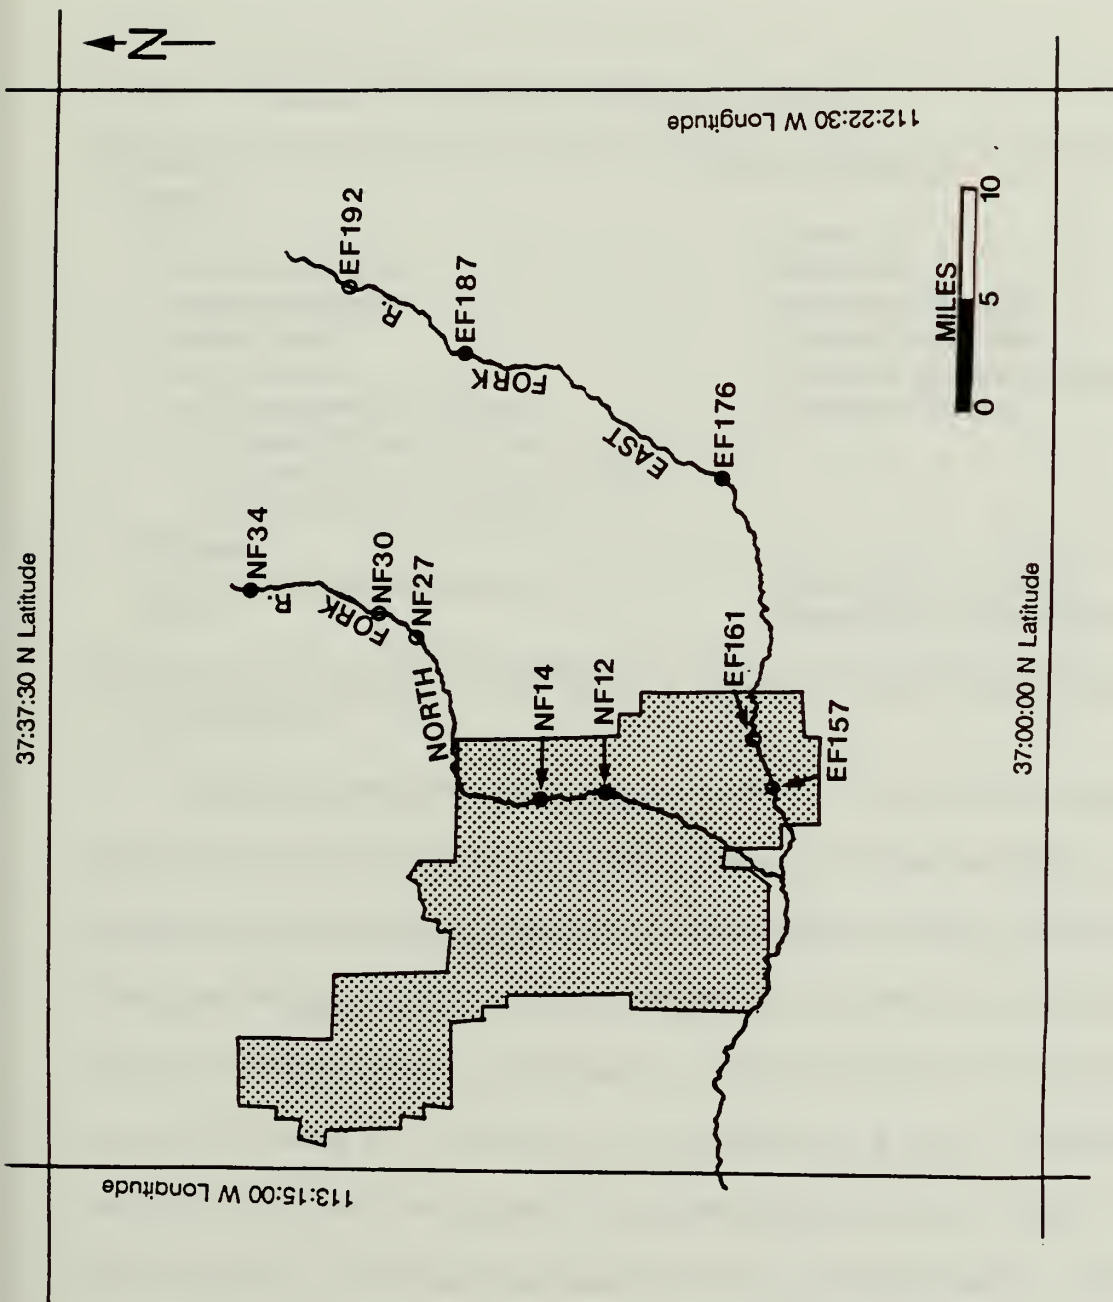 37:37:30 N Latitude
N
113:15:00 W Longitude
NF34
R.
FORK
NF30
NF27
NORTH
EF192
R.
EF187
FORK
EAST
NF14
NF12
EF176
EF161
EF157
112:22:30 W Longitude
MILES
0 5 10
37:00:00 N Latitude